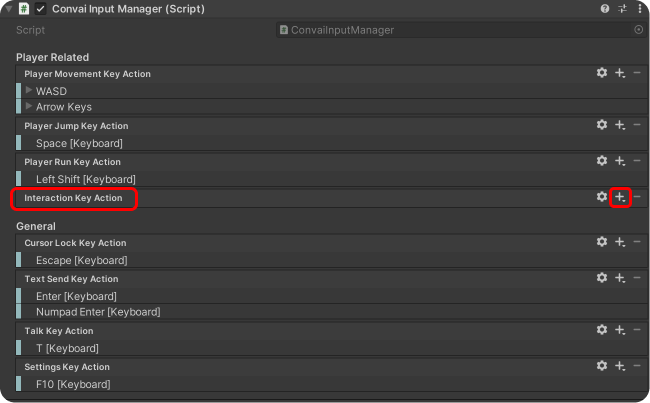 Convai Input Manager (Script)
Script ConvaiInputManager
Player Related
Player Movement Key Action
WASD
Arrow Keys
Player Jump Key Action
Space [Keyboard]
Player Run Key Action
Left Shift [Keyboard]
Interaction Key Action
General
Cursor Lock Key Action
Escape [Keyboard]
Text Send Key Action
Enter [Keyboard]
Numpad Enter [Keyboard]
Talk Key Action
T [Keyboard]
Settings Key Action
F10 [Keyboard]